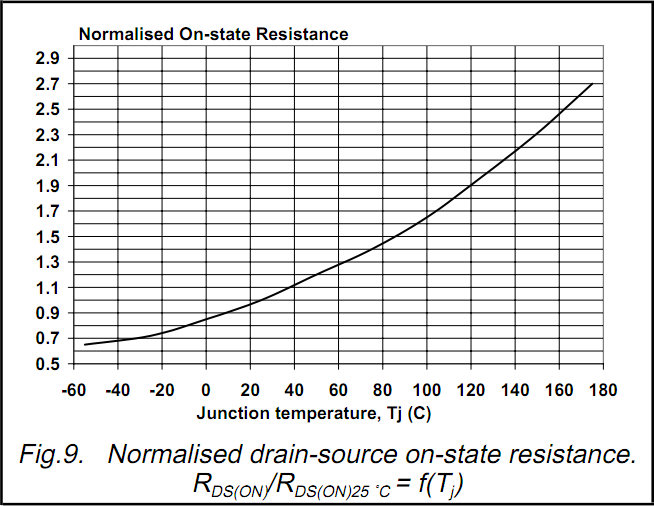 Normalised On-state Resistance
2.9
2.7
2.5
2.3
2.1
1.9
1.7
1.5
1.3
1.1
0.9
0.7
0.5
-60 -40 -20 0 20 40 60 80 100 120 140 160 180
Junction temperature, Tj (C)
Fig.9. Normalised drain-source on-state resistance.
RDS(ON)/RDS(ON)25 ˚C = f(Tj)